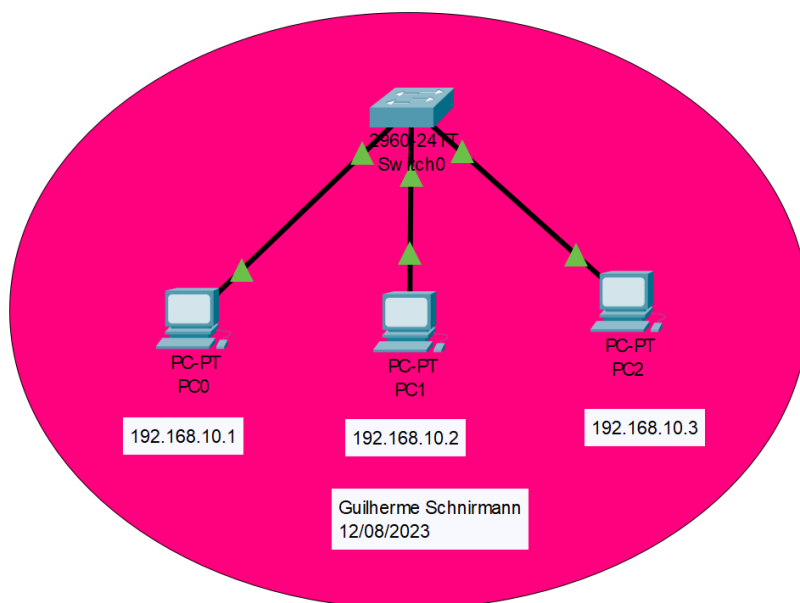 2960-24TT
Switch0
PC-PT
PC0
PC-PT
PC1
PC-PT
PC2
192.168.10.1
192.168.10.2
192.168.10.3
Guilherme Schnirmann
12/08/2023